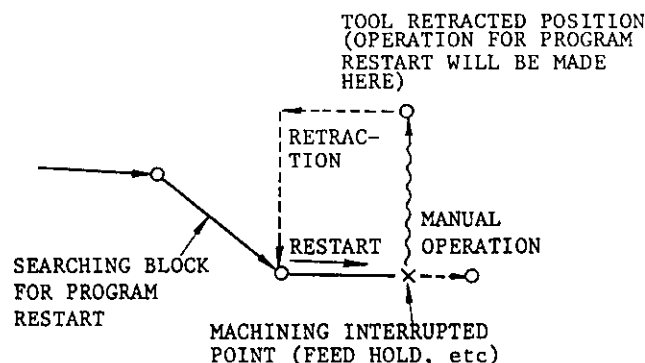 TOOL RETRACTED POSITION
(OPERATION FOR PROGRAM
RESTART WILL BE MADE
HERE)
RETRAC-
TION
MANUAL
OPERATION
RESTART
SEARCHING BLOCK
FOR PROGRAM
RESTART
MACHINING INTERRUPTED
POINT (FEED HOLD, etc)